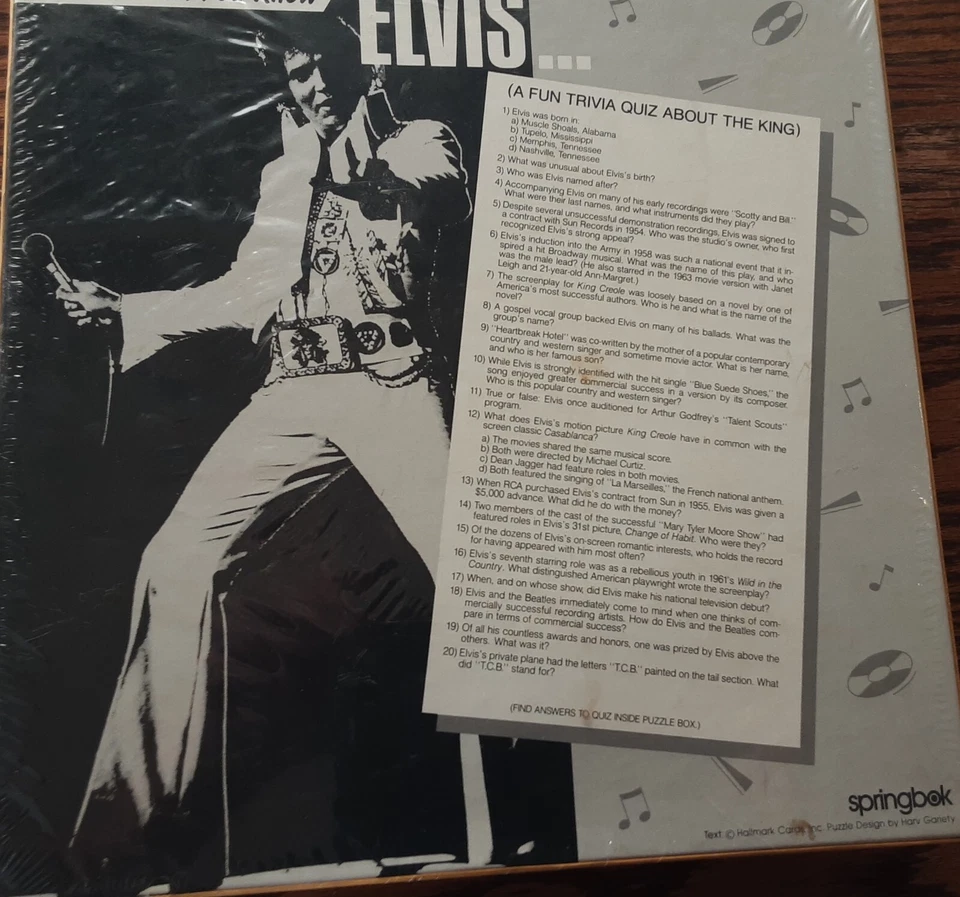 Know
ELVIS...
(A FUN TRIVIA QUIZ ABOUT THE KING)
1) Elvis was born in:
a) Muscle Shoals, Alabama
b) Tupelo, Mississippi
c) Memphis, Tennessee
d) Nashville, Tennessee
2) What was unusual about Elvis's birth?
3) Who was Elvis named after?
4) Accompanying Elvis on many of his early recordings were "Scotty and Bill."
What were their last names, and what instruments did they play?
5) Despite several unsuccessful demonstration recordings, Elvis was signed to
a contract with Sun Records in 1954. Who was the studio's owner, who first
recognized Elvis's strong appeal?
6) Elvis's induction into the Army in 1958 was such a national event that it in-
spired a hit Broadway musical. What was the name of this play, and who
was the male lead? (He also starred in the 1963 movie version with Janet
Leigh and 21-year-old Ann-Margret.)
7) The screenplay for King Creole was loosely based on a novel by one of
America's most successful authors. Who is he and what is the name of the
novel?
8) A gospel vocal group backed Elvis on many of his ballads. What was the
group's name?
9) "Heartbreak Hotel" was co-written by the mother of a popular contemporary
country and western singer and sometime movie actor. What is her name,
and who is her famous son?
10) While Elvis is strongly identified with the hit single "Blue Suede Shoes," the
song enjoyed greater commercial success in a version by its composer.
Who is this popular country and western singer?
11) True or false: Elvis once auditioned for Arthur Godfrey's "Talent Scouts"
program.
12) What does Elvis's motion picture King Creole have in common with the
screen classic Casablanca?
a) The movies shared the same musical score.
b) Both were directed by Michael Curtiz.
c) Dean Jagger had feature roles in both movies.
d) Both featured the singing of "La Marseilles," the French national anthem.
13) When RCA purchased Elvis's contract from Sun in 1955, Elvis was given a
$5,000 advance. What did he do with the money?
14) Two members of the cast of the successful "Mary Tyler Moore Show" had
featured roles in Elvis's 31st picture, Change of Habit. Who were they?
15) Of the dozens of Elvis's on-screen romantic interests, who holds the record
for having appeared with him most often?
16) Elvis's seventh starring role was as a rebellious youth in 1961's Wild in the
Country. What distinguished American playwright wrote the screenplay?
17) When, and on whose show, did Elvis make his national television debut?
18) Elvis and the Beatles immediately come to mind when one thinks of com-
mercially successful recording artists. How do Elvis and the Beatles com-
pare in terms of commercial success?
19) Of all his countless awards and honors, one was prized by Elvis above the
others. What was it?
20) Elvis's private plane had the letters "T.C.B." painted on the tail section. What
did "T.C.B." stand for?
(FIND ANSWERS TO QUIZ INSIDE PUZZLE BOX.)
springbok
Text © Hallmark Cards, Inc. Puzzle Design by Harv Gariety